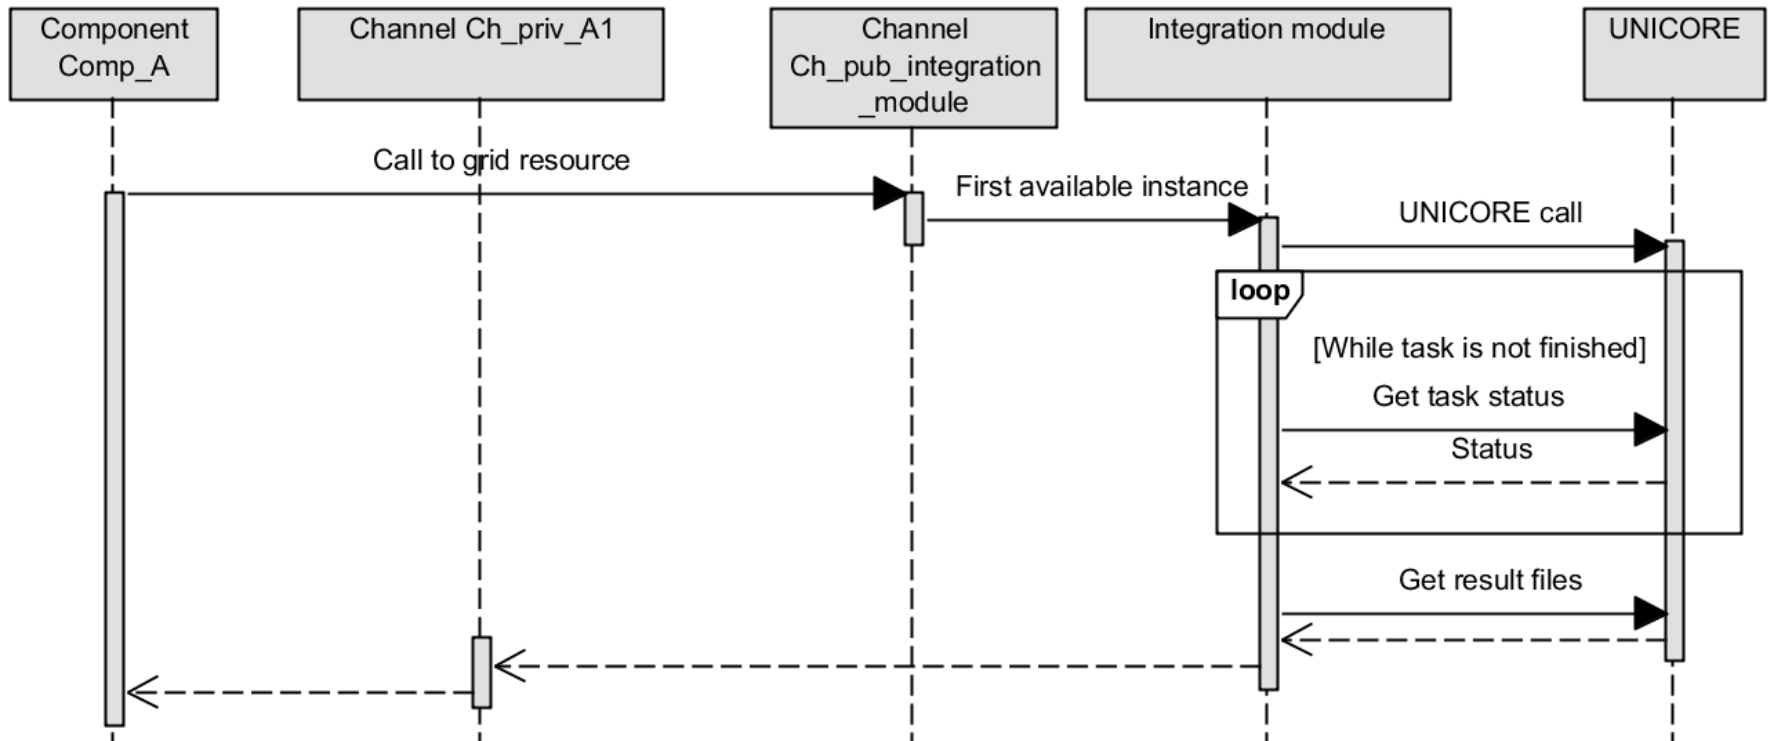 Component
Comp_A
Channel Ch_priv_A1
Channel
Ch_pub_integration
_module
Integration module
UNICORE
Call to grid resource
First available instance
UNICORE call
loop
[While task is not finished]
Get task status
Status
Get result files